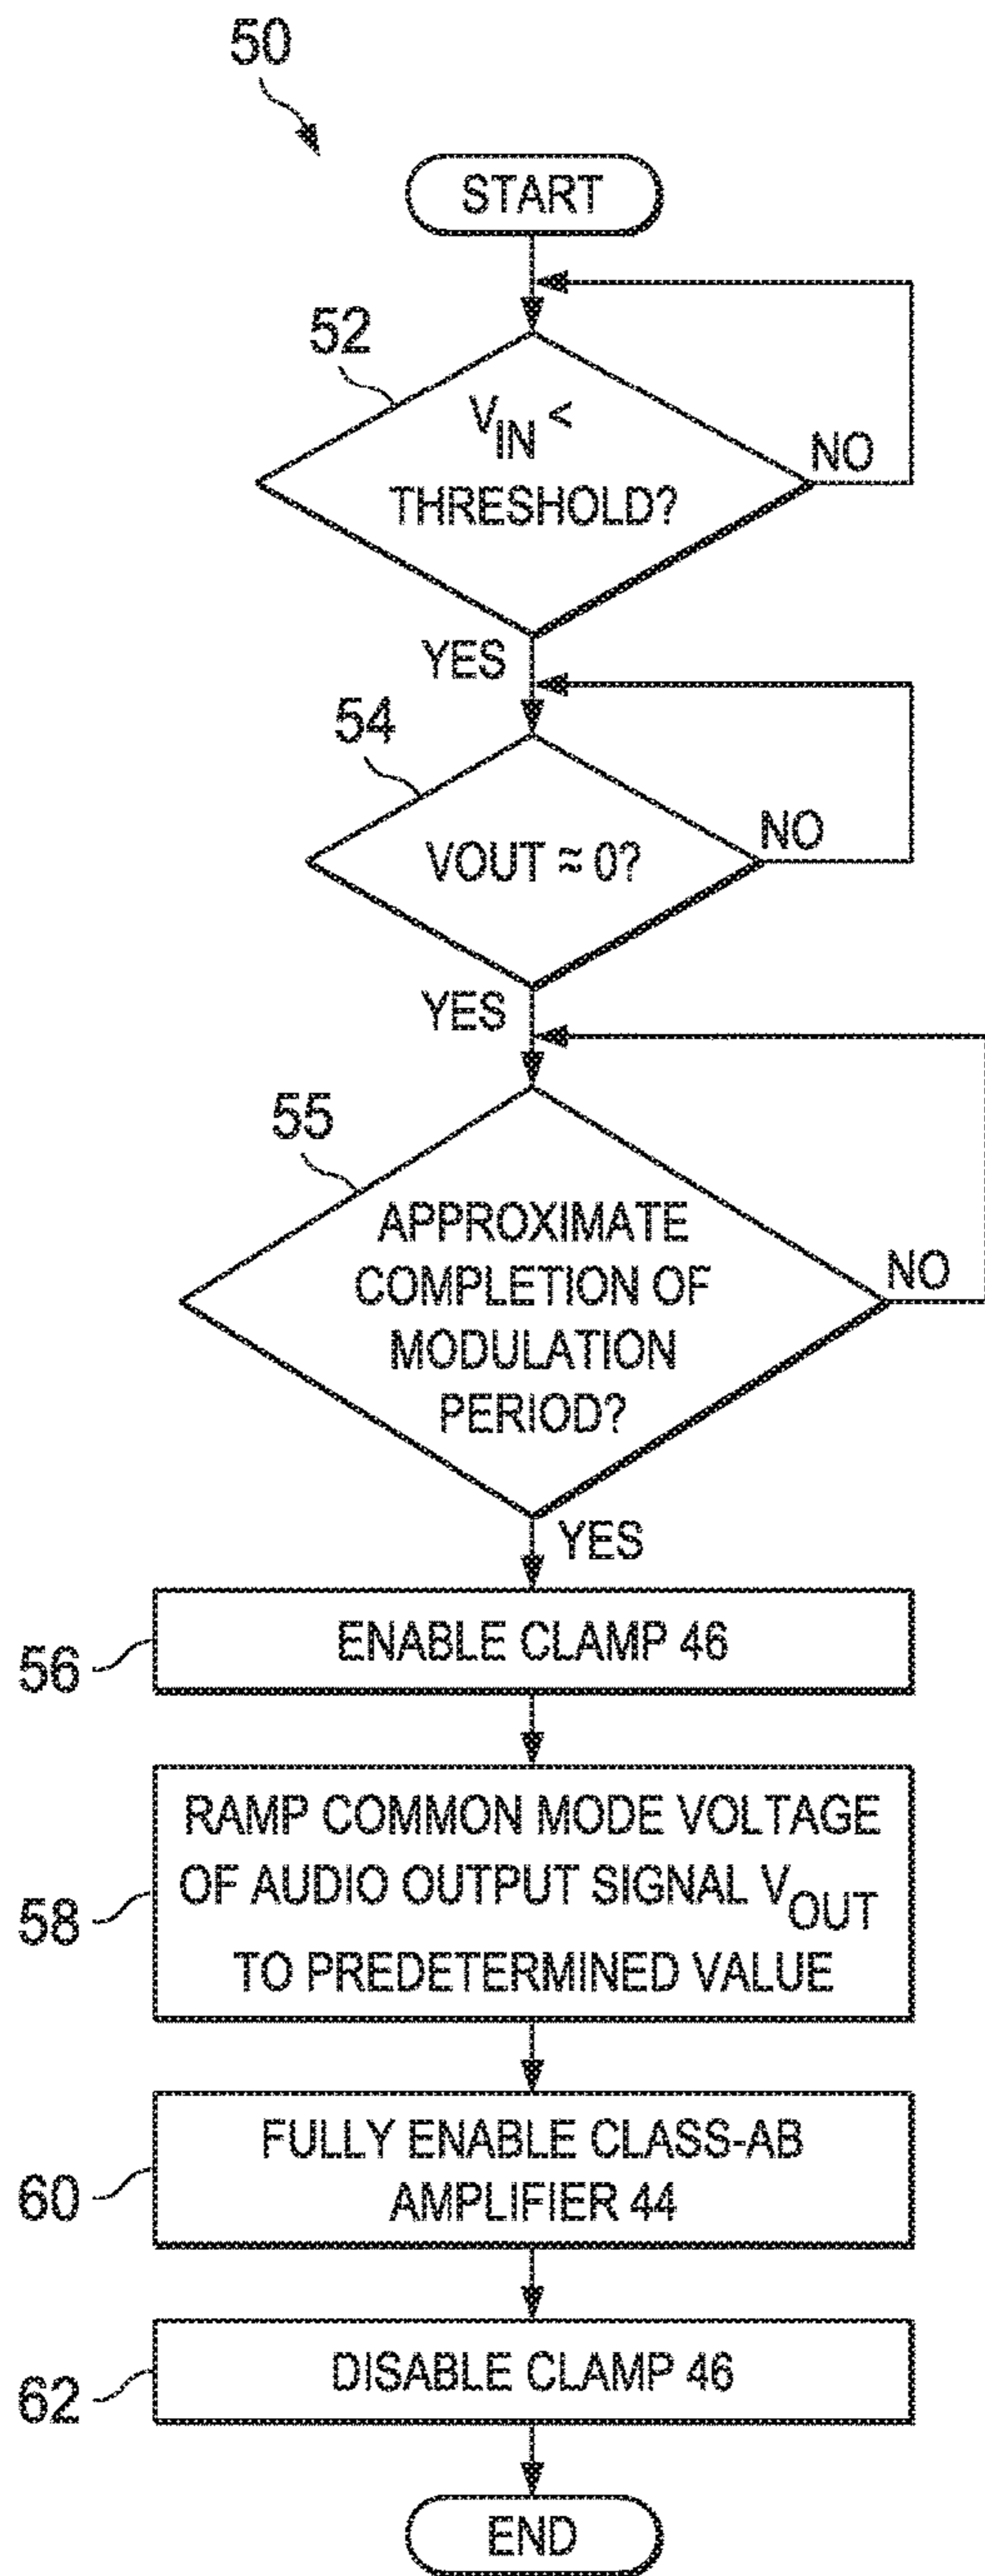 50
START
52
VIN <
THRESHOLD?
NO
YES
54
VOUT ≈ 0?
NO
YES
55
APPROXIMATE
COMPLETION OF
MODULATION
PERIOD?
NO
YES
56
ENABLE CLAMP 46
58
RAMP COMMON MODE VOLTAGE
OF AUDIO OUTPUT SIGNAL VOUT
TO PREDETERMINED VALUE
60
FULLY ENABLE CLASS-AB
AMPLIFIER 44
62
DISABLE CLAMP 46
END